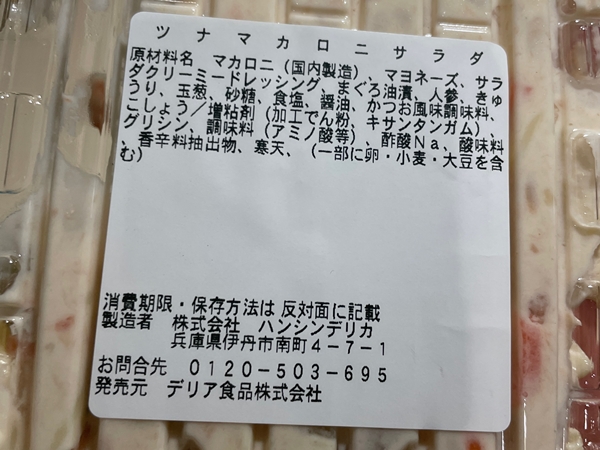 ツナマカロニサラダ
原材料名 マカロニ（国内製造）、マヨネーズ、サラ
ダクリーミードレッシング、まぐろ油漬、人参、きゅ
うり、玉葱、砂糖、食塩、醤油、かつお風味調味料、
こしょう／増粘剤（加工でん粉、キサンタンガム）、
グリシン、調味料（アミノ酸等）、酢酸Na、酸味料
、香辛料抽出物、寒天、（一部に卵・小麦・大豆を含
む）
消費期限・保存方法は 反対面に記載
製造者 株式会社 ハンシンデリカ
兵庫県伊丹市南町4-7-1
お問合先 0120-503-695
発売元 デリア食品株式会社